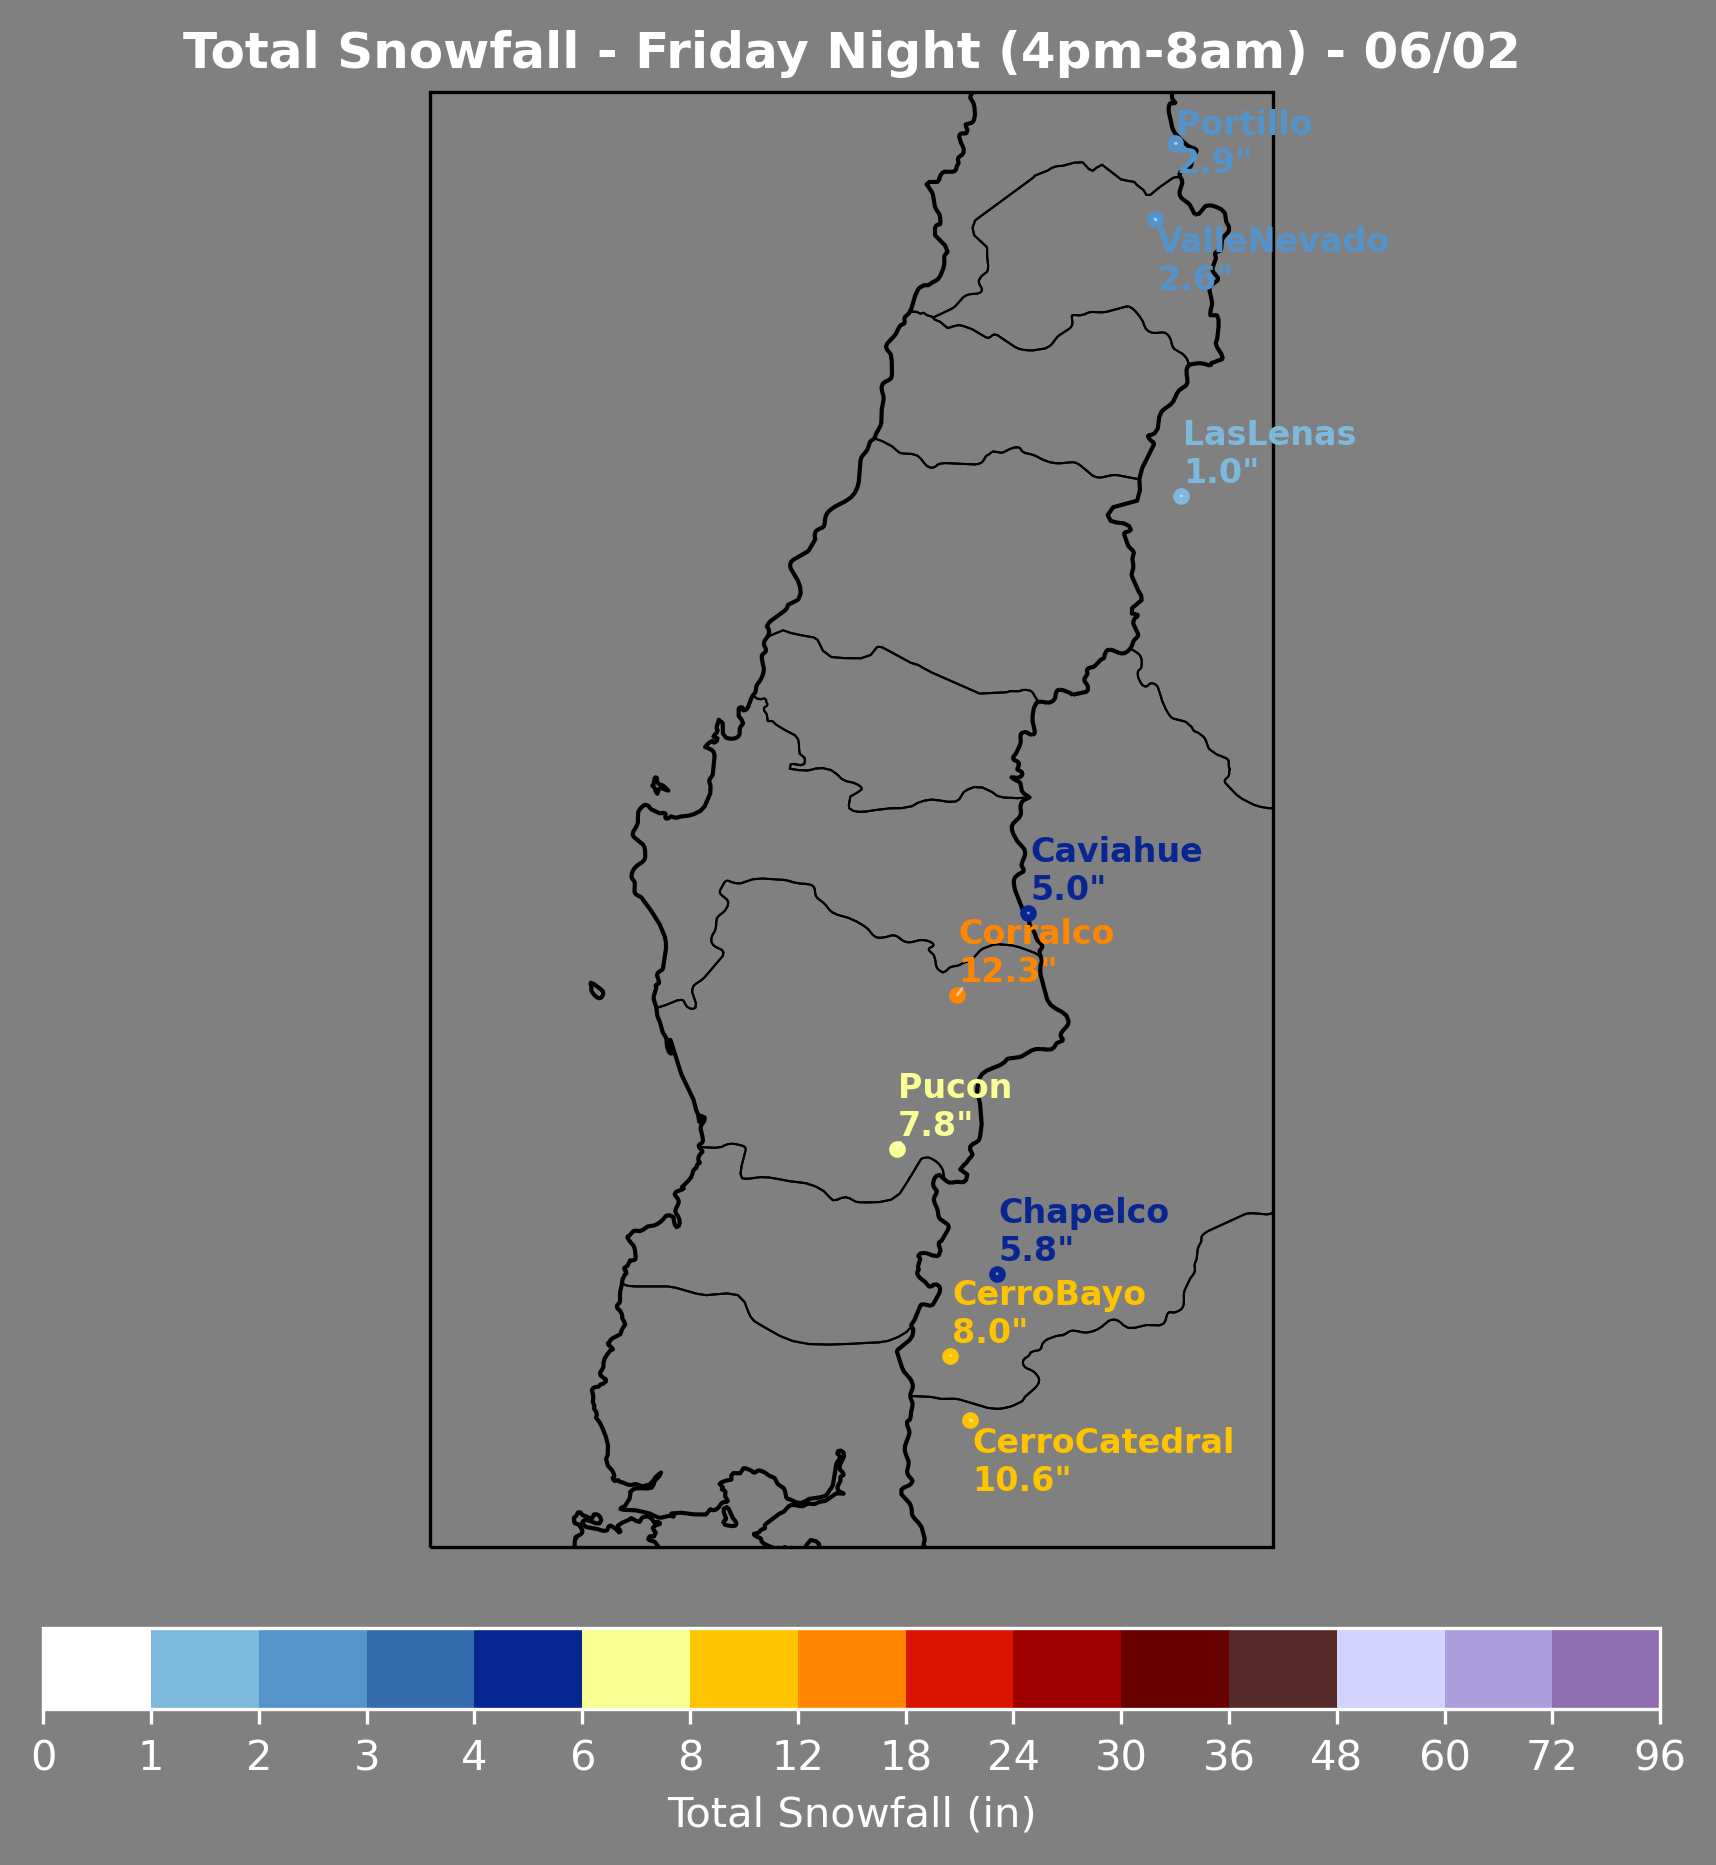 Total Snowfall - Friday Night (4pm-8am) - 06/02
Portillo
2.9"
ValleNevado
2.6"
LasLenas
1.0"
Caviahue
5.0"
Corralco
12.3"
Pucon
7.8"
Chapelco
5.8"
CerroBayo
8.0"
CerroCatedral
10.6"
0 1 2 3 4 6 8 12 18 24 30 36 48 60 72 96
Total Snowfall (in)